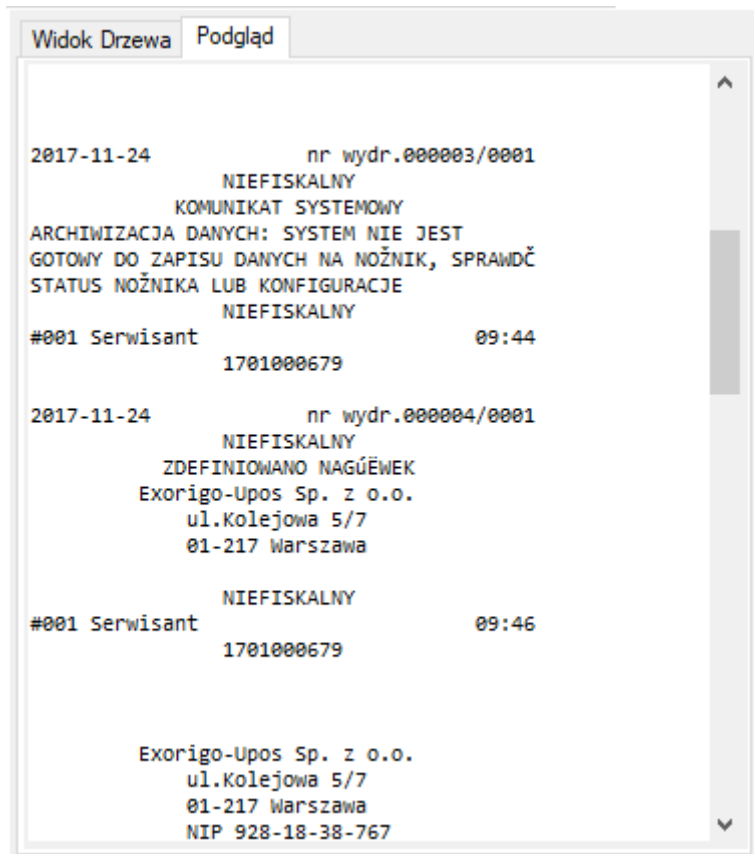 Widok Drzewa Podgląd
2017-11-24 nr wydr.000003/0001
NIEFISKALNY
KOMUNIKAT SYSTEMOWY
ARCHIWIZACJA DANYCH: SYSTEM NIE JEST
GOTOWY DO ZAPISU DANYCH NA NOŽNIK, SPRAWDČ
STATUS NOŽNIKA LUB KONFIGURACJE
NIEFISKALNY
#001 Serwisant 09:44
1701000679
2017-11-24 nr wydr.000004/0001
NIEFISKALNY
ZDEFINIOWANO NAGúËWEK
Exorigo-Upos Sp. z o.o.
ul.Kolejowa 5/7
01-217 Warszawa
NIEFISKALNY
#001 Serwisant 09:46
1701000679
Exorigo-Upos Sp. z o.o.
ul.Kolejowa 5/7
01-217 Warszawa
NIP 928-18-38-767